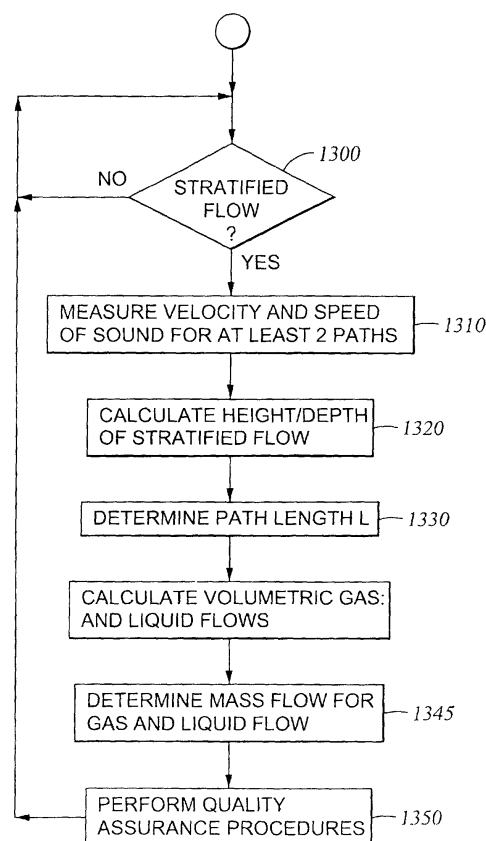 1300
STRATIFIED
FLOW
?
NO
YES
MEASURE VELOCITY AND SPEED
OF SOUND FOR AT LEAST 2 PATHS
1310
CALCULATE HEIGHT/DEPTH
OF STRATIFIED FLOW
1320
DETERMINE PATH LENGTH L
1330
CALCULATE VOLUMETRIC GAS:
AND LIQUID FLOWS
DETERMINE MASS FLOW FOR
GAS AND LIQUID FLOW
1345
PERFORM QUALITY
ASSURANCE PROCEDURES
1350